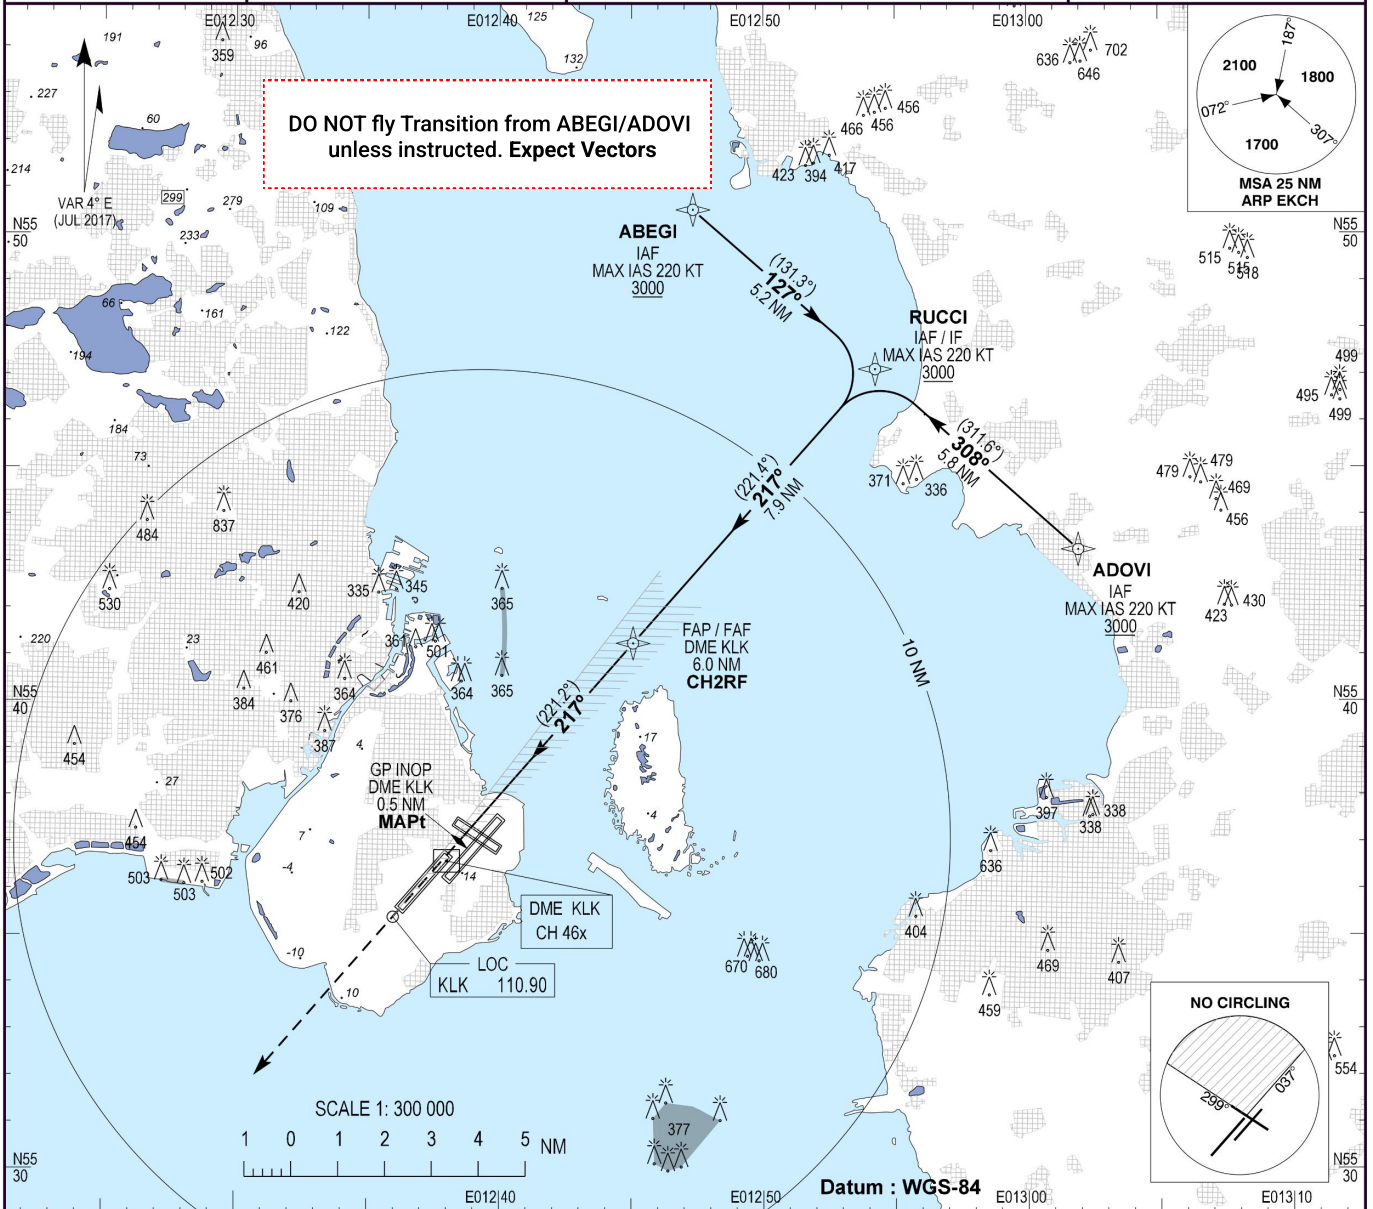 E012 30
E012 40
E012 50
E013 00
125
132
191
96
359
227
60
214
299
279
109
233
VAR 4° E
(JUL 2017)
N55
50
DO NOT fly Transition from ABEGI/ADOVI
unless instructed. Expect Vectors
636
646
702
466
456
456
423
394
417
187°
2100
1800
072°
307°
1700
MSA 25 NM
ARP EKCH
N55
50
515
515
518
ABEGI
IAF
MAX IAS 220 KT
3000
(131.3°)
127°
5.2 NM
RUCCI
IAF / IF
MAX IAS 220 KT
3000
66
161
122
194
184
73
499
495
499
(311.6°)
308°
5.8 NM
371
336
479
479
469
456
(221.4°)
217°
7.9 NM
484
837
530
420
335
345
365
ADOVI
IAF
MAX IAS 220 KT
3000
423
430
220
23
461
361
501
FAP / FAF
DME KLK
6.0 NM
CH2RF
10 NM
384
376
364
364
365
N55
40
N55
40
(221.2°)
217°
387
4
454
17
27
GP INOP
DME KLK
0.5 NM
MAPt
4
397
338
338
454
7
-4
14
636
503
503
502
DME KLK
CH 46x
404
-10
LOC
KLK 110.90
10
670
680
469
407
459
NO CIRCLING
299°
037°
554
SCALE 1: 300 000
1 0 1 2 3 4 5 NM
377
N55
30
N55
30
Datum : WGS-84
E012 40
E012 50
E013 00
E013 10